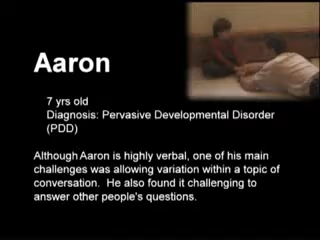 Aaron
7 yrs old
Diagnosis: Pervasive Developmental Disorder
(PDD)
Although Aaron is highly verbal, one of his main
challenges was allowing variation within a topic of
conversation. He also found it challenging to
answer other people's questions.